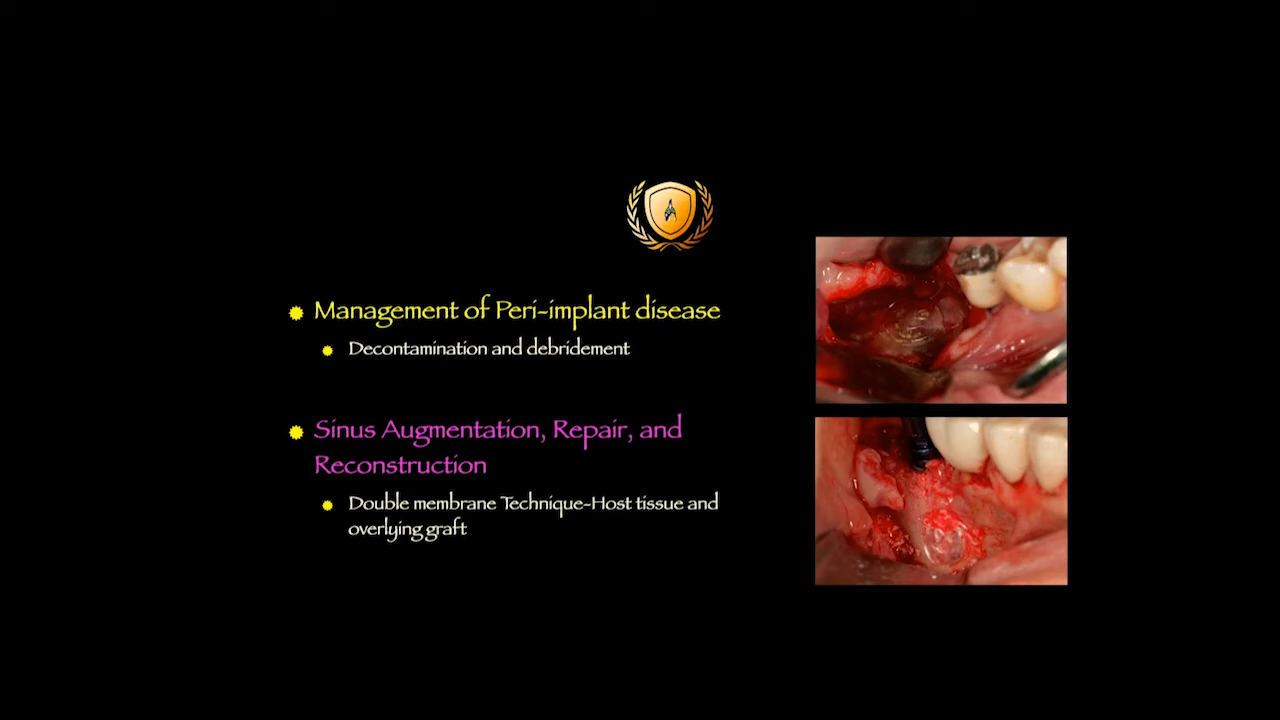 Management of Peri-implant disease
Decontamination and debridement
Sinus Augmentation, Repair, and
Reconstruction
Double membrane Technique-Host tissue and
overlying graft